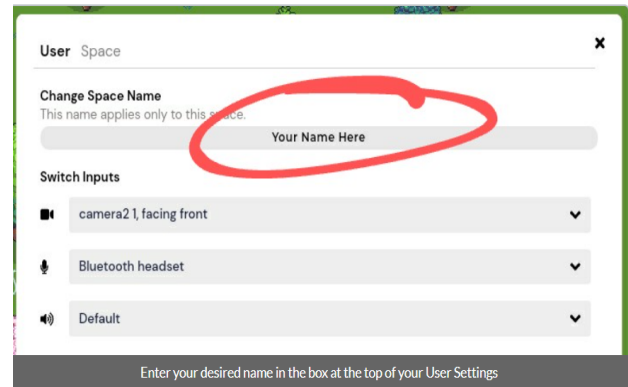 User Space
Change Space Name
This name applies only to this space.
Your Name Here
Switch Inputs
camera2 1, facing front
Bluetooth headset
Default
Enter your desired name in the box at the top of your User Settings